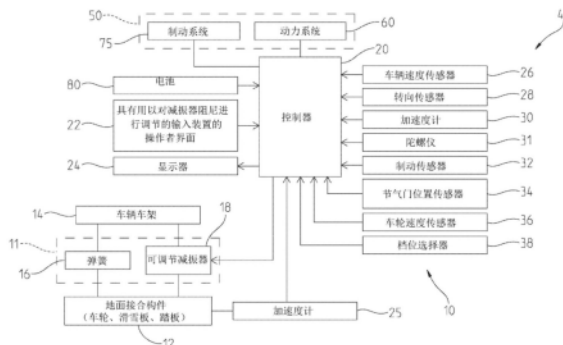 50
制动系统
动力系统
60
75
20
4
80
电池
车辆速度传感器
26
转向传感器
28
22
具有用以对减振器阻尼进
行调节的输入装置的
操作者界面
控制器
加速度计
30
陀螺仪
31
24
显示器
制动传感器
32
节气门位置传感器
34
14
车辆车架
18
车轮速度传感器
36
11
档位选择器
38
16
弹簧
可调节减振器
10
地面接合构件
(车轮、滑雪板、踏板)
加速度计
25
12